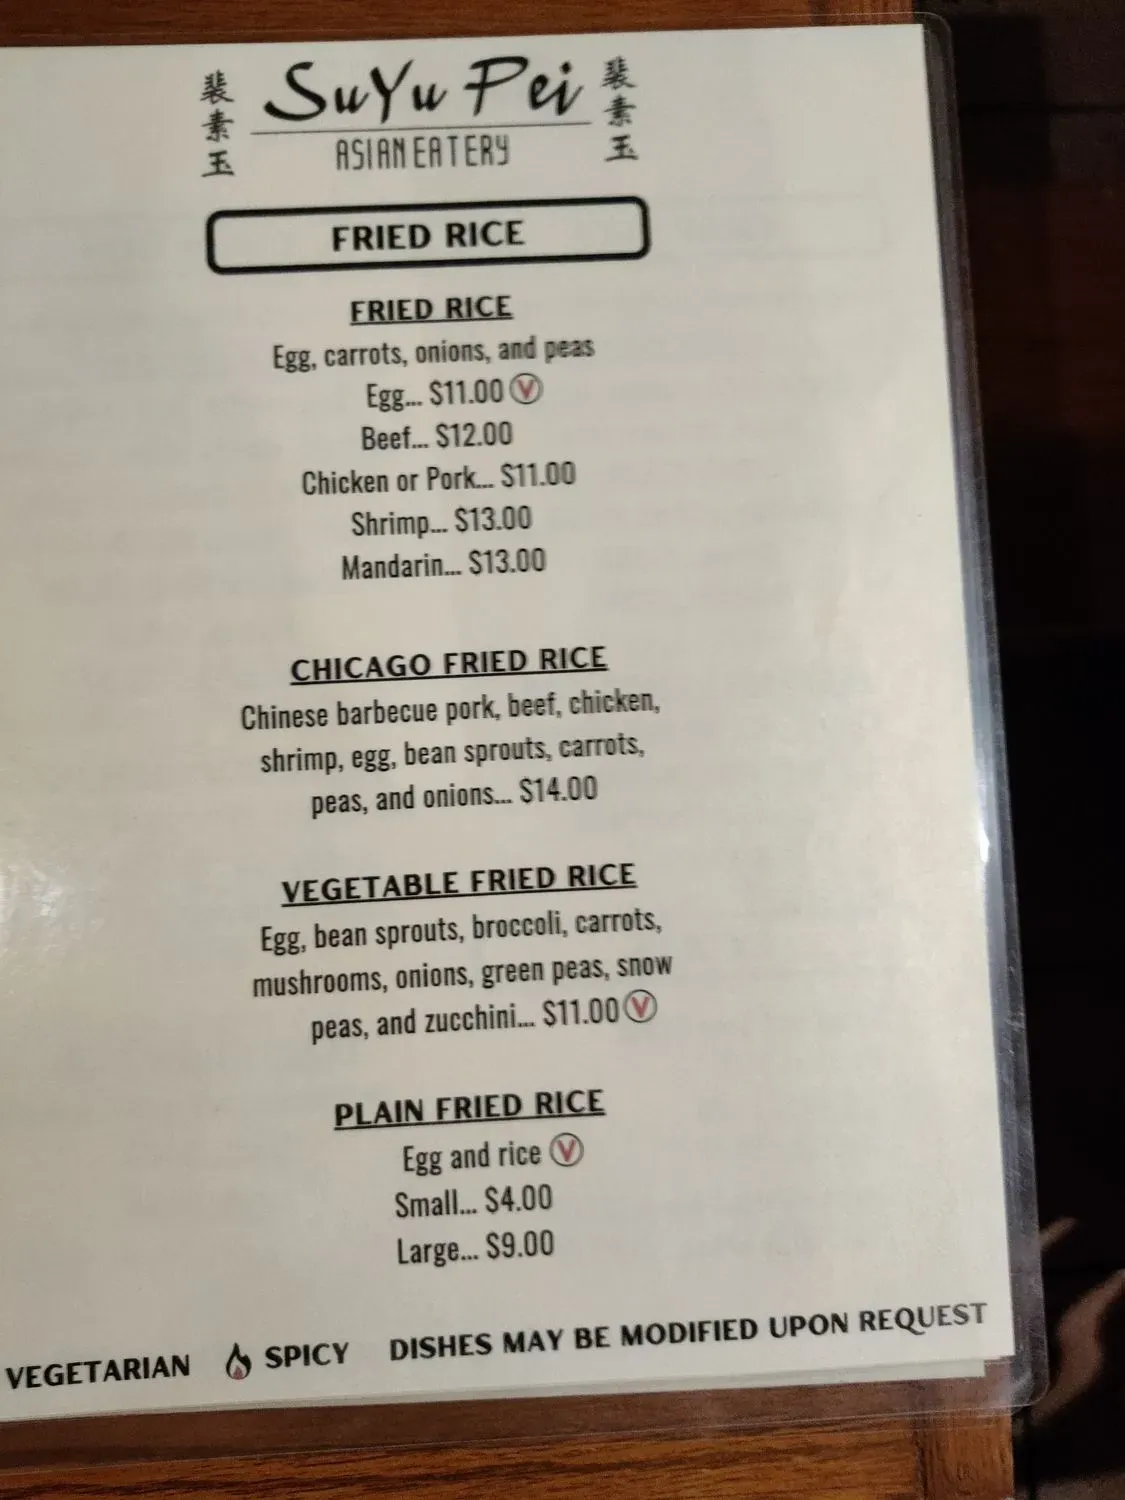 裴素玉
SuYu Pei
裴素玉
ASIAN EATERY
FRIED RICE
FRIED RICE
Egg, carrots, onions, and peas
Egg... $11.00 V
Beef... $12.00
Chicken or Pork... $11.00
Shrimp... $13.00
Mandarin... $13.00
CHICAGO FRIED RICE
Chinese barbecue pork, beef, chicken,
shrimp, egg, bean sprouts, carrots,
peas, and onions... $14.00
VEGETABLE FRIED RICE
Egg, bean sprouts, broccoli, carrots,
mushrooms, onions, green peas, snow
peas, and zucchini... $11.00 V
PLAIN FRIED RICE
Egg and rice V
Small... $4.00
Large... $9.00
VEGETARIAN SPICY DISHES MAY BE MODIFIED UPON REQUEST